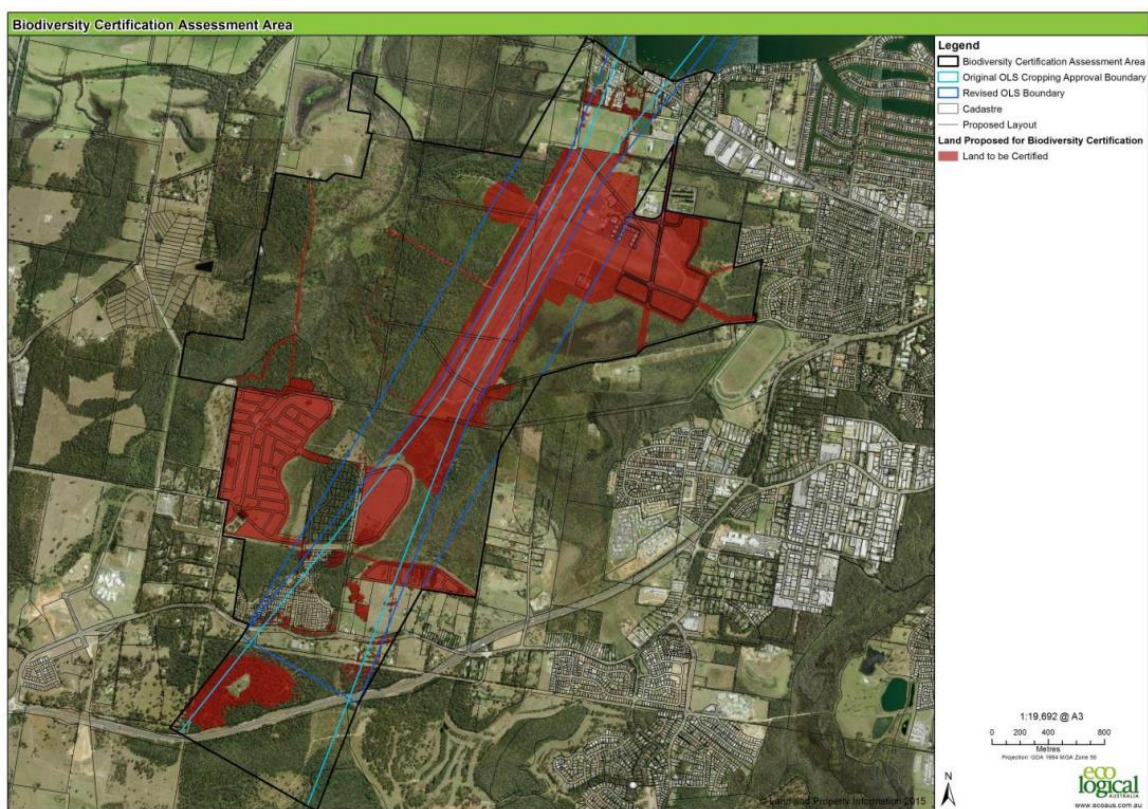 Biodiversity Certification Assessment Area
Legend
Biodiversity Certification Assessment Area
Original OLS Cropping Approval Boundary
Revised OLS Boundary
Cadastre
Proposed Layout
Land Proposed for Biodiversity Certification
Land to be Certified
1:19,692 @ A3
0 200 400 800
Metres
Projection: GDA 1994 MGA Zone 56
N
eco
logical
AUSTRALIA
www.ecoaus.com.au
© Land and Property Information 2015